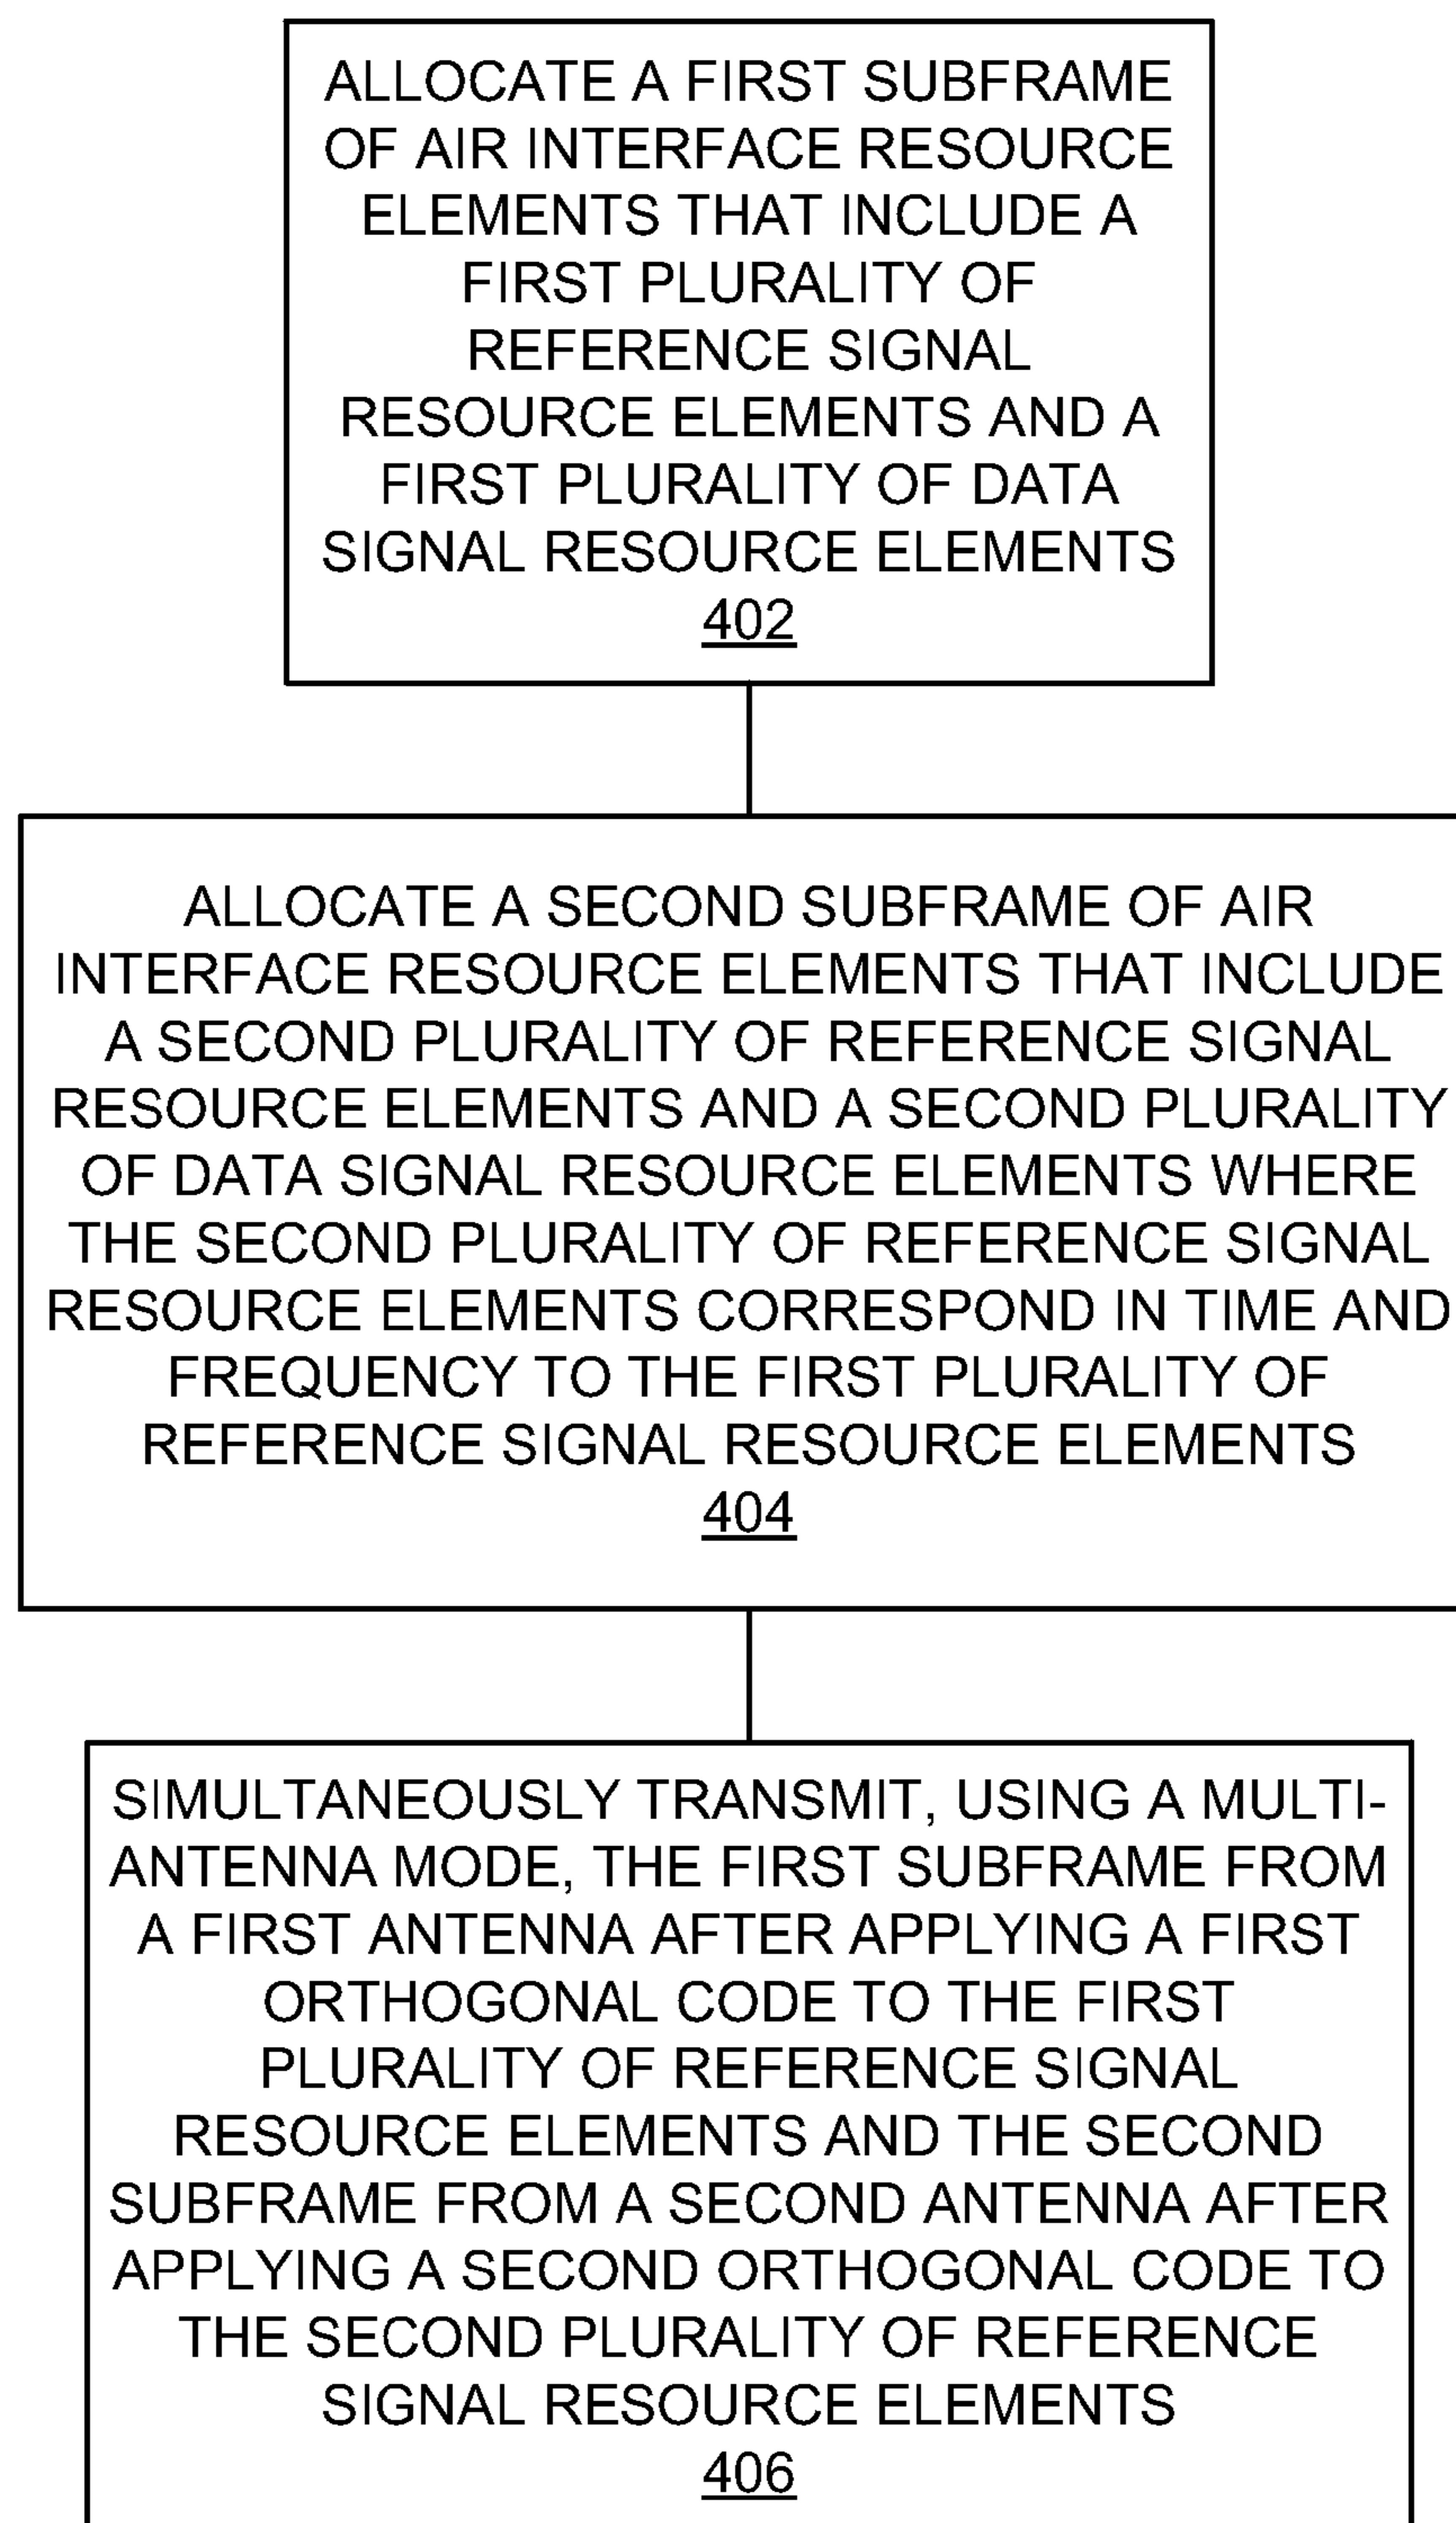 ALLOCATE A FIRST SUBFRAME
OF AIR INTERFACE RESOURCE
ELEMENTS THAT INCLUDE A
FIRST PLURALITY OF
REFERENCE SIGNAL
RESOURCE ELEMENTS AND A
FIRST PLURALITY OF DATA
SIGNAL RESOURCE ELEMENTS
402
ALLOCATE A SECOND SUBFRAME OF AIR
INTERFACE RESOURCE ELEMENTS THAT INCLUDE
A SECOND PLURALITY OF REFERENCE SIGNAL
RESOURCE ELEMENTS AND A SECOND PLURALITY
OF DATA SIGNAL RESOURCE ELEMENTS WHERE
THE SECOND PLURALITY OF REFERENCE SIGNAL
RESOURCE ELEMENTS CORRESPOND IN TIME AND
FREQUENCY TO THE FIRST PLURALITY OF
REFERENCE SIGNAL RESOURCE ELEMENTS
404
SIMULTANEOUSLY TRANSMIT, USING A MULTI-
ANTENNA MODE, THE FIRST SUBFRAME FROM
A FIRST ANTENNA AFTER APPLYING A FIRST
ORTHOGONAL CODE TO THE FIRST
PLURALITY OF REFERENCE SIGNAL
RESOURCE ELEMENTS AND THE SECOND
SUBFRAME FROM A SECOND ANTENNA AFTER
APPLYING A SECOND ORTHOGONAL CODE TO
THE SECOND PLURALITY OF REFERENCE
SIGNAL RESOURCE ELEMENTS
406